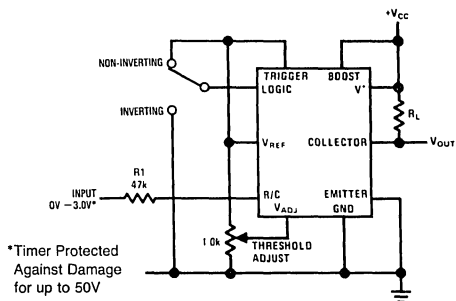 +VCC
NON-INVERTING
TRIGGER BOOST
LOGIC V+
INVERTING
RL
VREF COLLECTOR VOUT
R1
47k
INPUT
0V -3.0V*
R/C EMITTER
VADJ GND
1.0k
THRESHOLD
ADJUST
*Timer Protected
Against Damage
for up to 50V